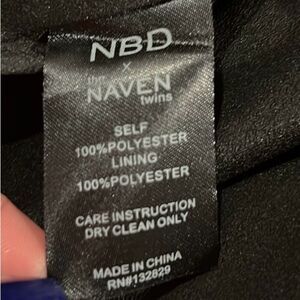 NBD
x
the
NAVEN
twins
SELF
100%POLYESTER
LINING
100%POLYESTER
CARE INSTRUCTION
DRY CLEAN ONLY
MADE IN CHINA
RN#132829